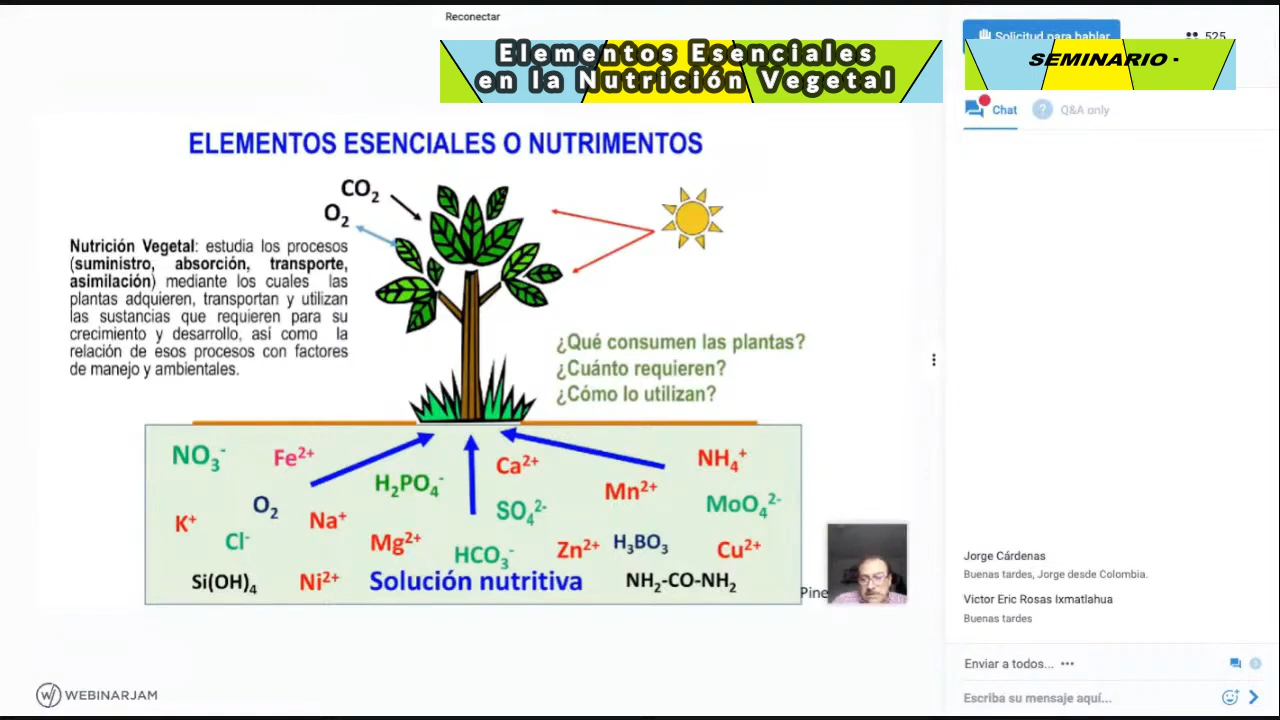 Reconectar
Elementos Esenciales
en la Nutrición Vegetal
Solicitud para hablar
525
SEMINARIO -
Chat
? Q&A only
ELEMENTOS ESENCIALES O NUTRIMENTOS
CO₂
O₂
Nutrición Vegetal: estudia los procesos
(suministro, absorción, transporte,
asimilación) mediante los cuales las
plantas adquieren, transportan y utilizan
las sustancias que requieren para su
crecimiento y desarrollo, así como la
relación de esos procesos con factores
de manejo y ambientales.
¿Qué consumen las plantas?
¿Cuánto requieren?
¿Cómo lo utilizan?
NO₃⁻
Fe²⁺
Ca²⁺
NH₄⁺
H₂PO₄⁻
Mn²⁺
O₂
SO₄²⁻
MoO₄²⁻
K⁺
Na⁺
Cl⁻
Mg²⁺
HCO₃⁻
Zn²⁺
H₃BO₃
Cu²⁺
Si(OH)₄
Ni²⁺
Solución nutritiva
NH₂-CO-NH₂
Pine
Jorge Cárdenas
Buenas tardes, Jorge desde Colombia.
Victor Eric Rosas Ixmatlahua
Buenas tardes
Enviar a todos...
Escriba su mensaje aquí...
W WEBINARJAM